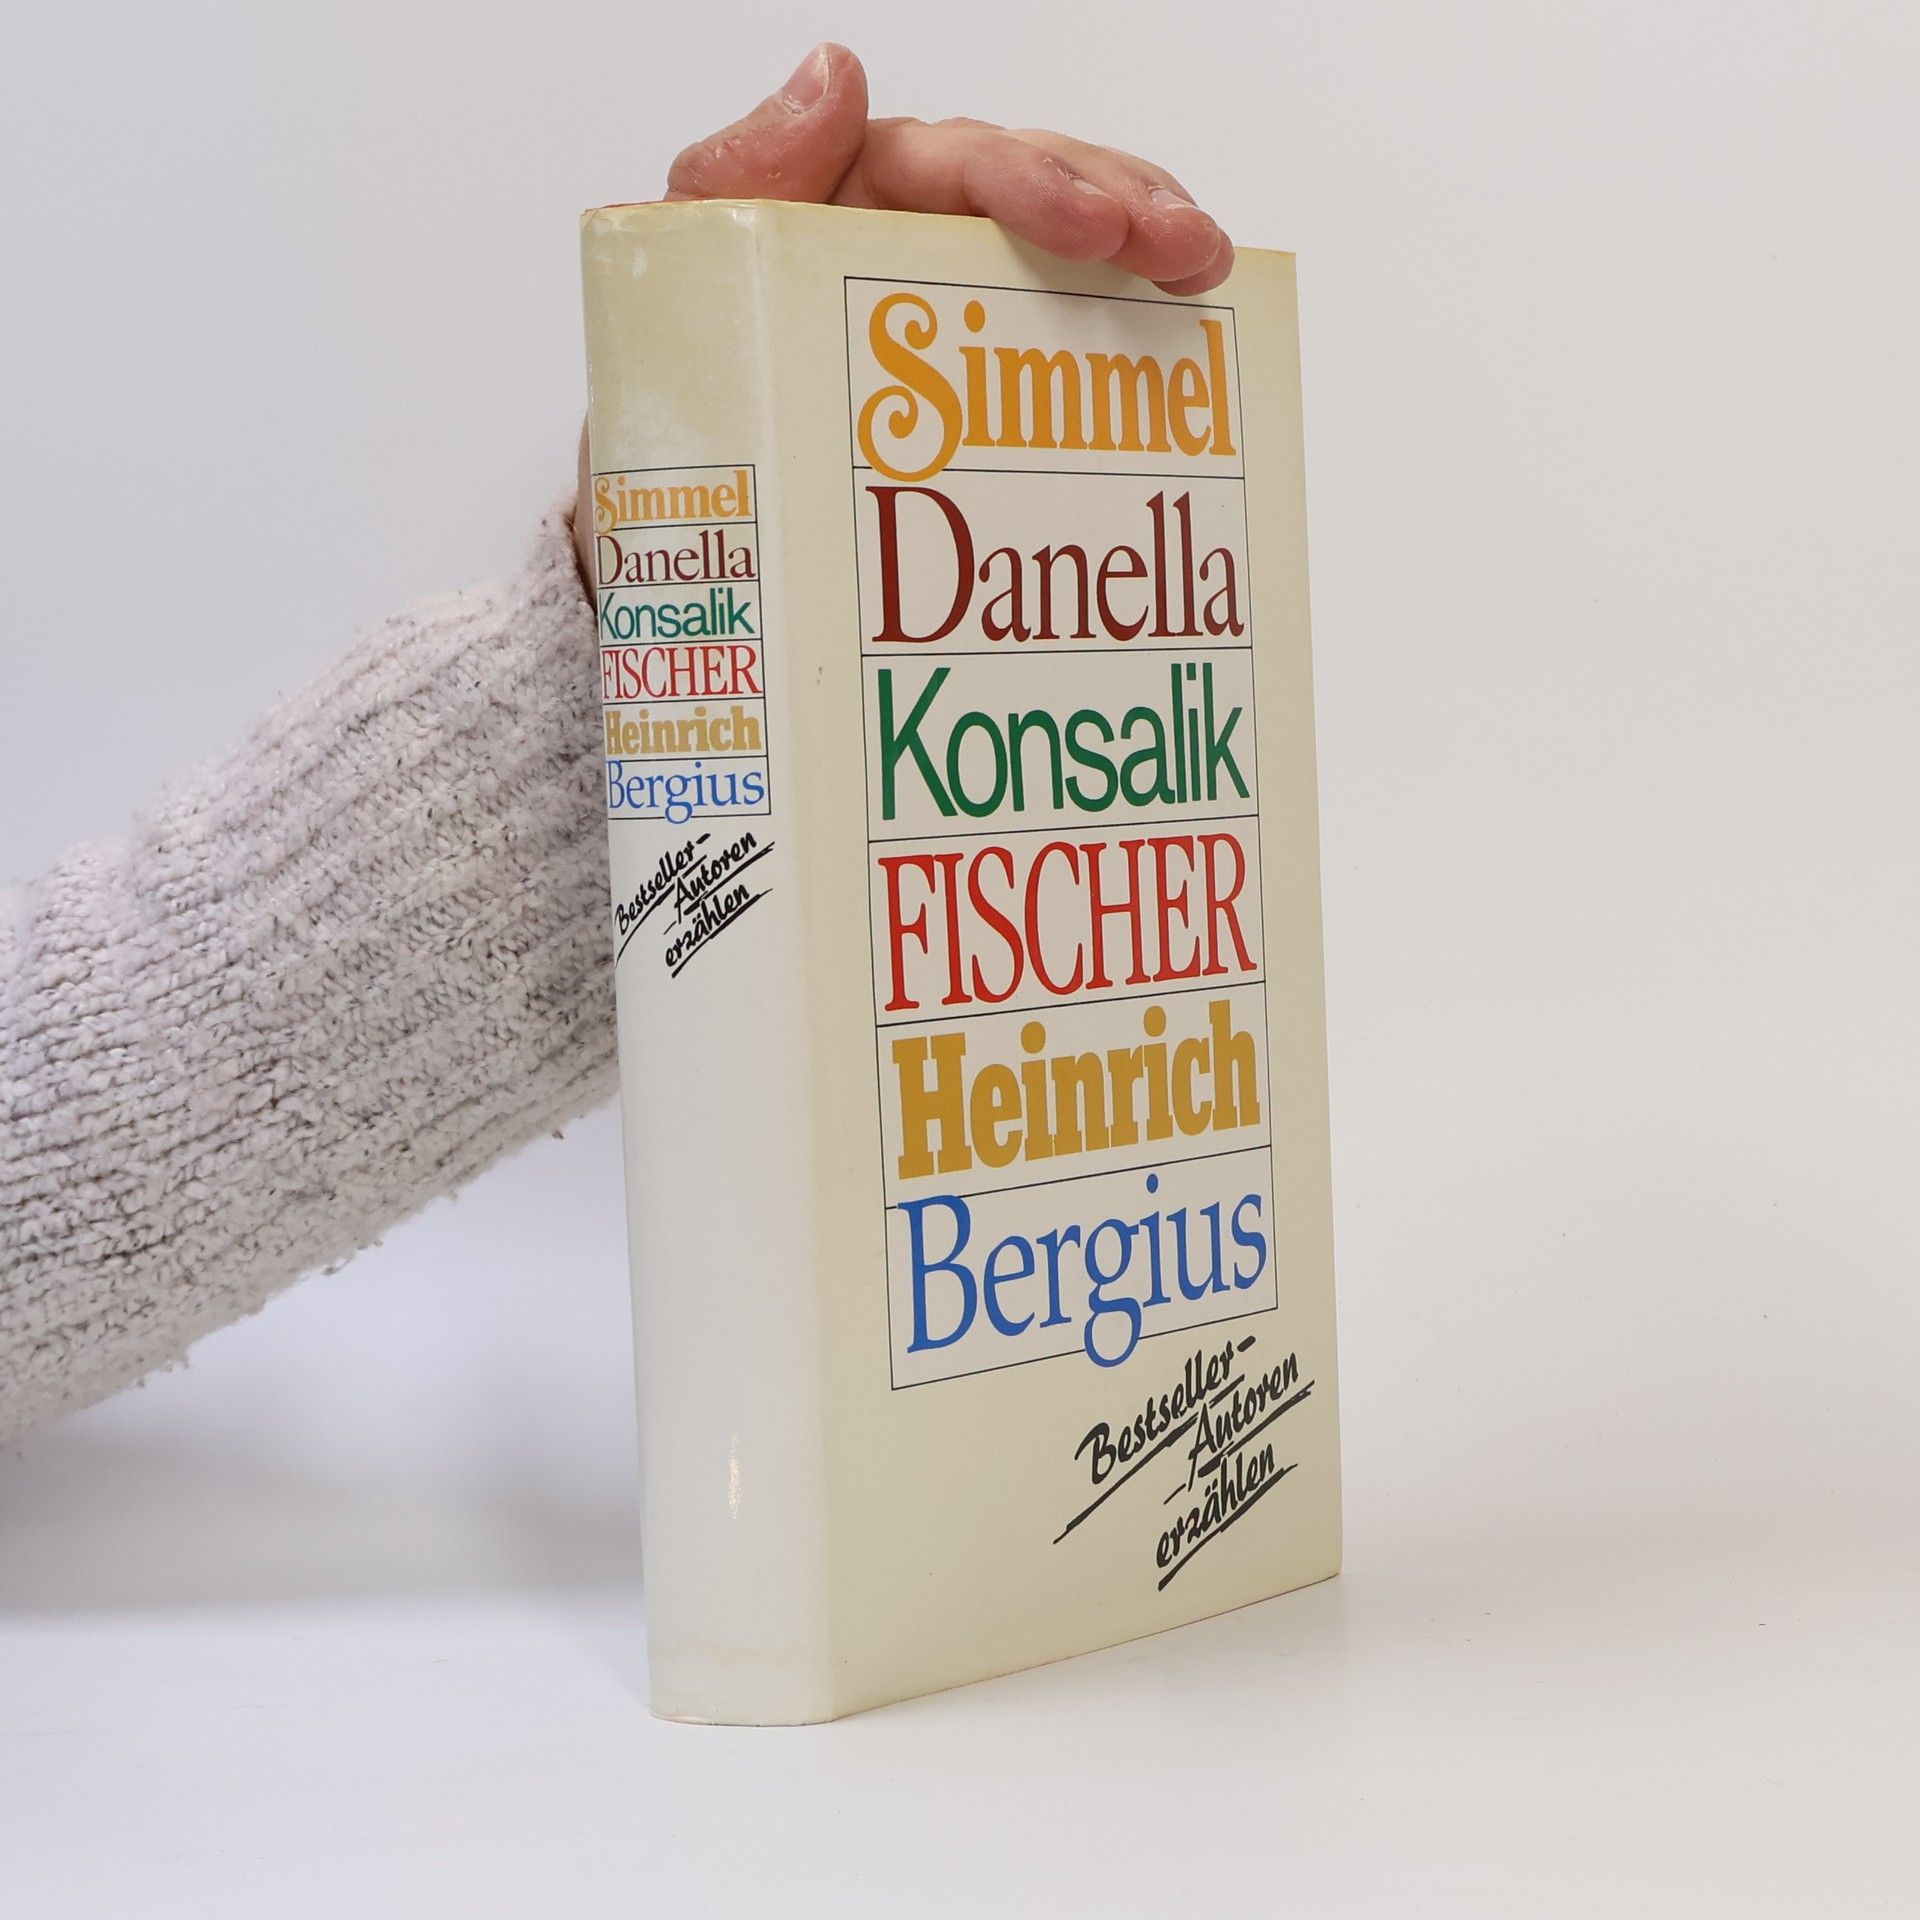 Simmel
Danella
Konsalik
FISCHER
Heinrich
Bergius
Bestseller-
Autoren
erzählen
Simmel
Danella
Konsalik
FISCHER
Heinrich
Bergius
Bestseller-
Autoren
erzählen